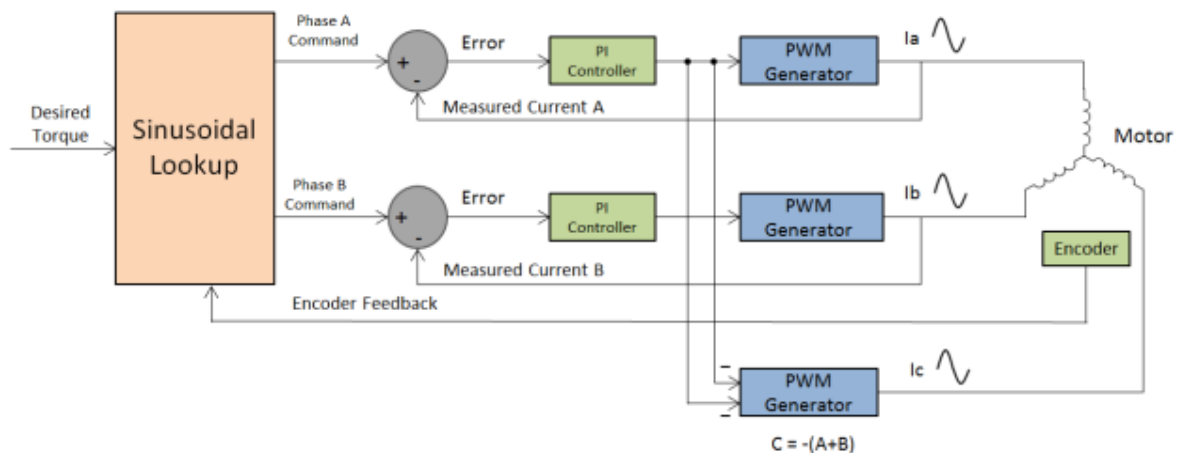 Phase A
Command
+
-
Error
PI
Controller
PWM
Generator
Ia
Measured Current A
Desired
Torque
Sinusoidal
Lookup
Motor
Phase B
Command
+
-
Error
PI
Controller
PWM
Generator
Ib
Measured Current B
Encoder
Encoder Feedback
–
–
PWM
Generator
Ic
C = -(A+B)